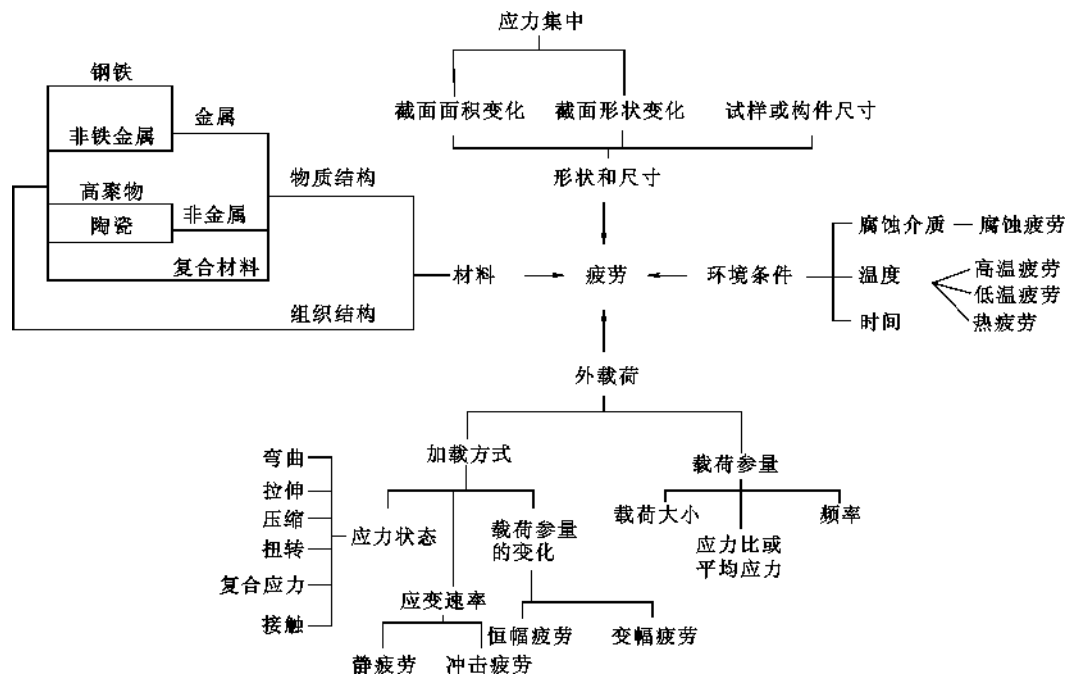 应力集中
钢铁
截面面积变化
截面形状变化
试样或构件尺寸
金属
非铁金属
形状和尺寸
物质结构
高聚物
非金属
陶瓷
腐蚀介质 — 腐蚀疲劳
复合材料
材料
疲劳
环境条件
温度
高温疲劳
低温疲劳
热疲劳
组织结构
时间
外载荷
加载方式
载荷参量
弯曲
拉伸
压缩
扭转
复合应力
接触
应力状态
载荷参量
的变化
载荷大小
频率
应力比或
平均应力
应变速率
恒幅疲劳
变幅疲劳
静疲劳
冲击疲劳